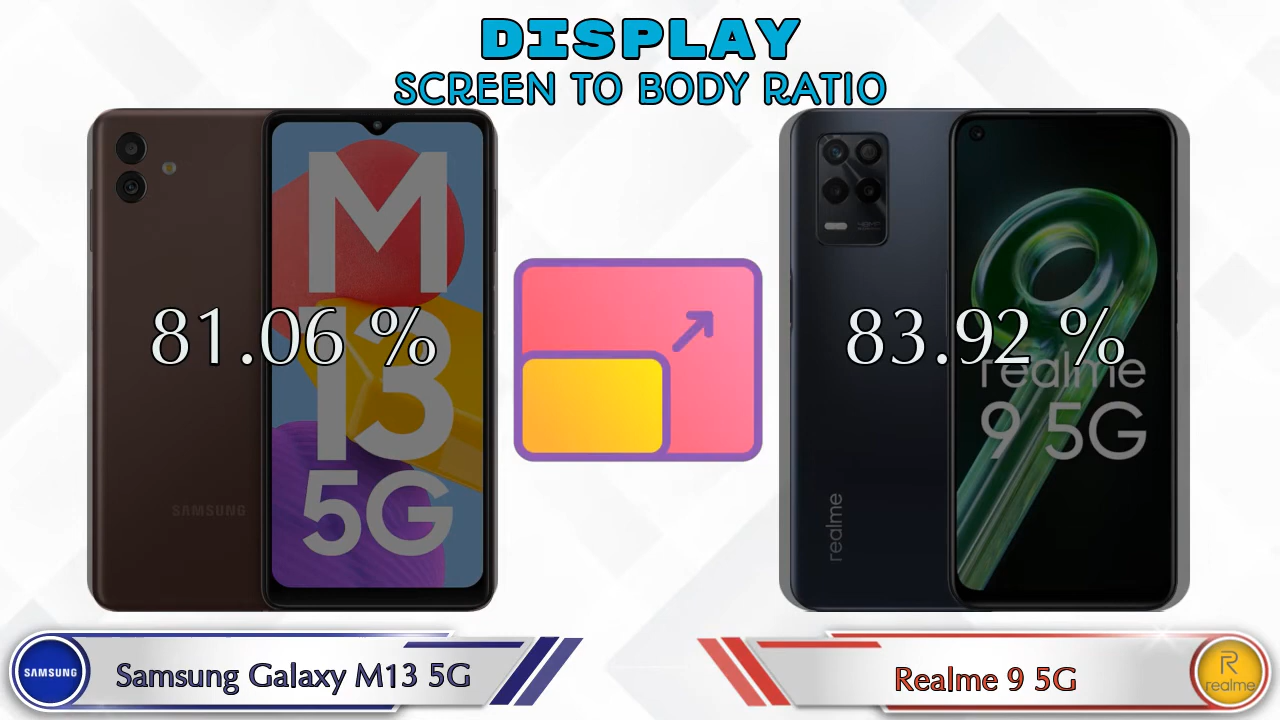 DISPLAY
SCREEN TO BODY RATIO
M
13
5G
SAMSUNG
81.06 %
83.92 %
realme
9 5G
realme
SAMSUNG
Samsung Galaxy M13 5G
Realme 9 5G
R
realme